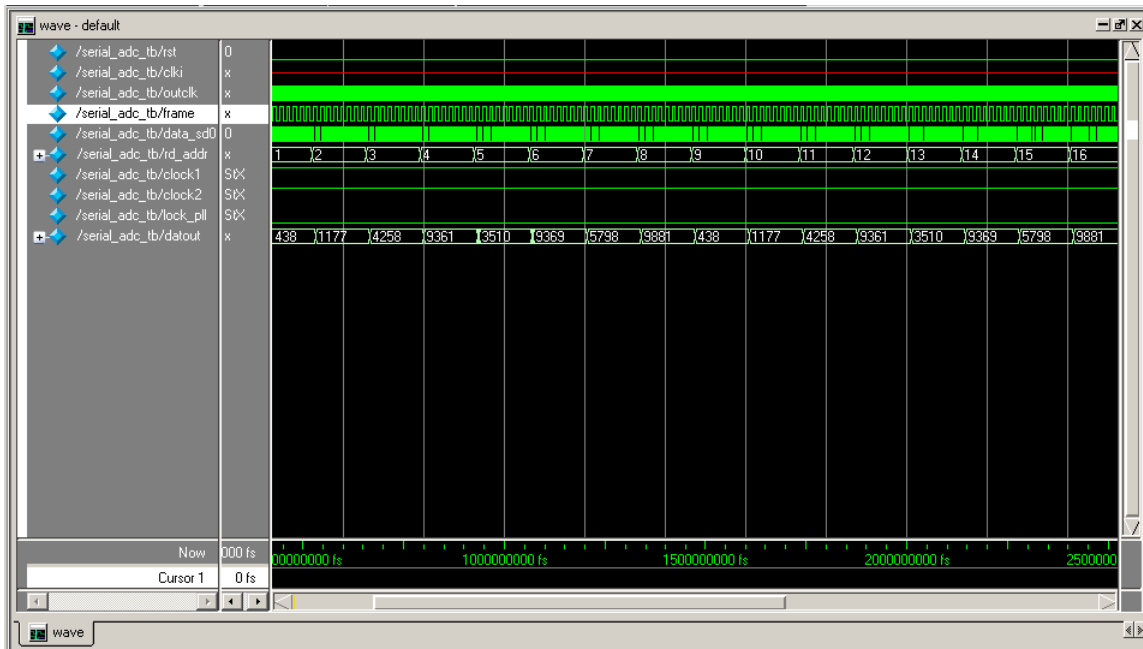 wave - default
/serial_adc_tb/rst 0
/serial_adc_tb/clki x
/serial_adc_tb/outclk x
/serial_adc_tb/frame x
/serial_adc_tb/data_sd0 0
/serial_adc_tb/rd_addr x 1 2 3 4 5 6 7 8 9 10 11 12 13 14 15 16
/serial_adc_tb/clock1 StX
/serial_adc_tb/clock2 StX
/serial_adc_tb/lock_pll StX
/serial_adc_tb/datout x 438 1177 4258 9361 3510 9369 5798 9881 438 1177 4258 9361 3510 9369 5798 9881
Now 000 fs 00000000 fs 1000000000 fs 1500000000 fs 2000000000 fs 2500000
Cursor 1 0 fs
wave